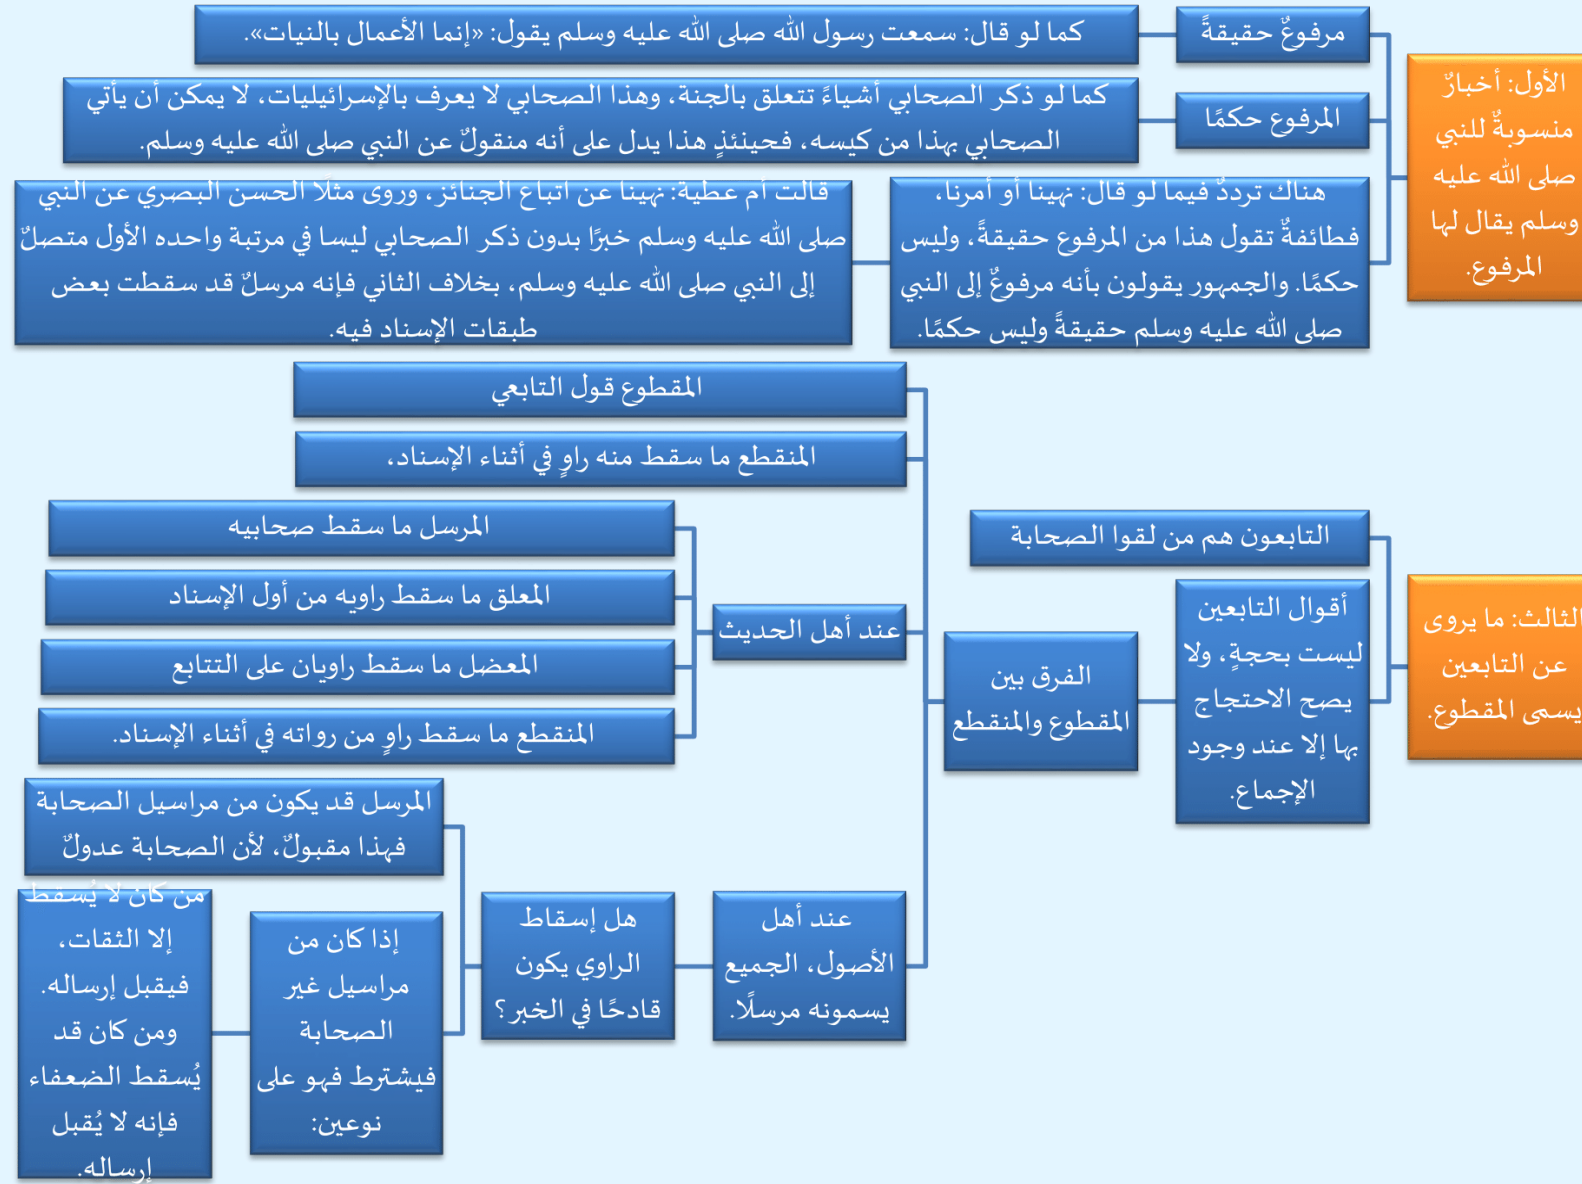 الأول: أخبارٌ
منسوبةٌ للنبي
صلى الله عليه
وسلم يقال لها
المرفوع.
مرفوعٌ حقيقةً
كما لو قال: سمعت رسول الله صلى الله عليه وسلم يقول: «إنما الأعمال بالنيات».
المرفوع حكمًا
كما لو ذكر الصحابي أشياءً تتعلق بالجنة، وهذا الصحابي لا يعرف بالإسرائيليات، لا يمكن أن يأتي
الصحابي بهذا من كيسه، فحينئذٍ هذا يدل على أنه منقولٌ عن النبي صلى الله عليه وسلم.
هناك ترددٌ فيما لو قال: نهينا أو أمرنا،
فطائفةٌ تقول هذا من المرفوع حقيقةً، وليس
حكمًا. والجمهور يقولون بأنه مرفوعٌ إلى النبي
صلى الله عليه وسلم حقيقةً وليس حكمًا.
قالت أم عطية: نهينا عن اتباع الجنائز، وروى مثلًا الحسن البصري عن النبي
صلى الله عليه وسلم خبرًا بدون ذكر الصحابي ليسا في مرتبة واحده الأول متصلٌ
إلى النبي صلى الله عليه وسلم، بخلاف الثاني فإنه مرسلٌ قد سقطت بعض
طبقات الإسناد فيه.
الثالث: ما يروى
عن التابعين
يسمى المقطوع.
التابعون هم من لقوا الصحابة
أقوال التابعين
ليست بحجةٍ، ولا
يصح الاحتجاج
بها إلا عند وجود
الإجماع.
الفرق بين
المقطوع والمنقطع
المقطوع قول التابعي
المنقطع ما سقط منه راوٍ في أثناء الإسناد،
عند أهل الحديث
المرسل ما سقط صحابيه
المعلق ما سقط راويه من أول الإسناد
المعضل ما سقط راويان على التتابع
المنقطع ما سقط راوٍ من رواته في أثناء الإسناد.
عند أهل
الأصول، الجميع
يسمونه مرسلًا.
هل إسقاط
الراوي يكون
قادحًا في الخبر؟
المرسل قد يكون من مراسيل الصحابة
فهذا مقبولٌ، لأن الصحابة عدولٌ
إذا كان من
مراسيل غير
الصحابة
فيشترط فهو على
نوعين:
من كان لا يُسقط
إلا الثقات،
فيقبل إرساله.
ومن كان قد
يُسقط الضعفاء
فإنه لا يُقبل
إرساله.